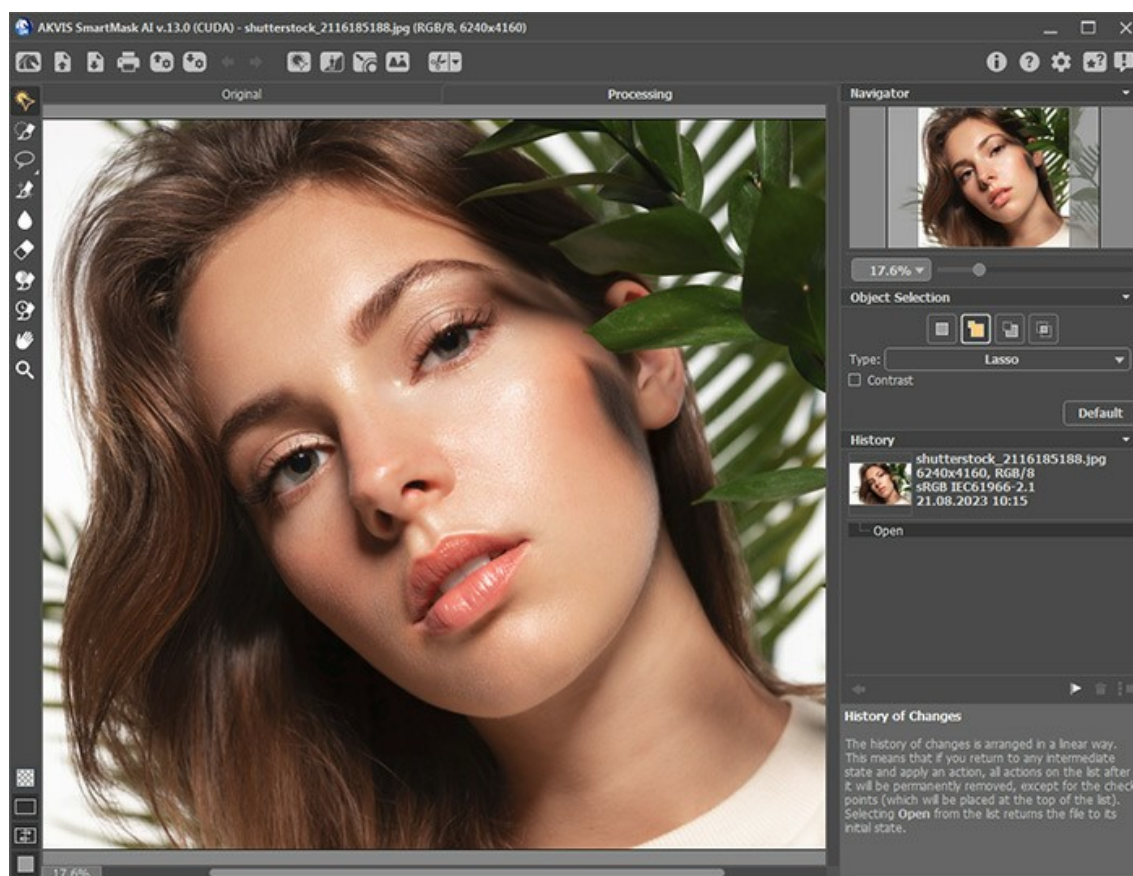 AKVIS SmartMask AI v.13.0 (CUDA) - shutterstock_2116185188.jpg (RGB/8, 6240x4160)
Original
Processing
Navigator
17.6%
Object Selection
Type: Lasso
Contrast
Default
History
shutterstock_2116185188.jpg
6240x4160, RGB/8
sRGB IEC61966-2.1
21.08.2023 10:15
Open
History of Changes
The history of changes is arranged in a linear way.
This means that if you return to any intermediate
state and apply an action, all actions on the list after
it will be permanently removed, except for the check
points (which will be placed at the top of the list).
Selecting Open from the list returns the file to its
initial state.
17.6%